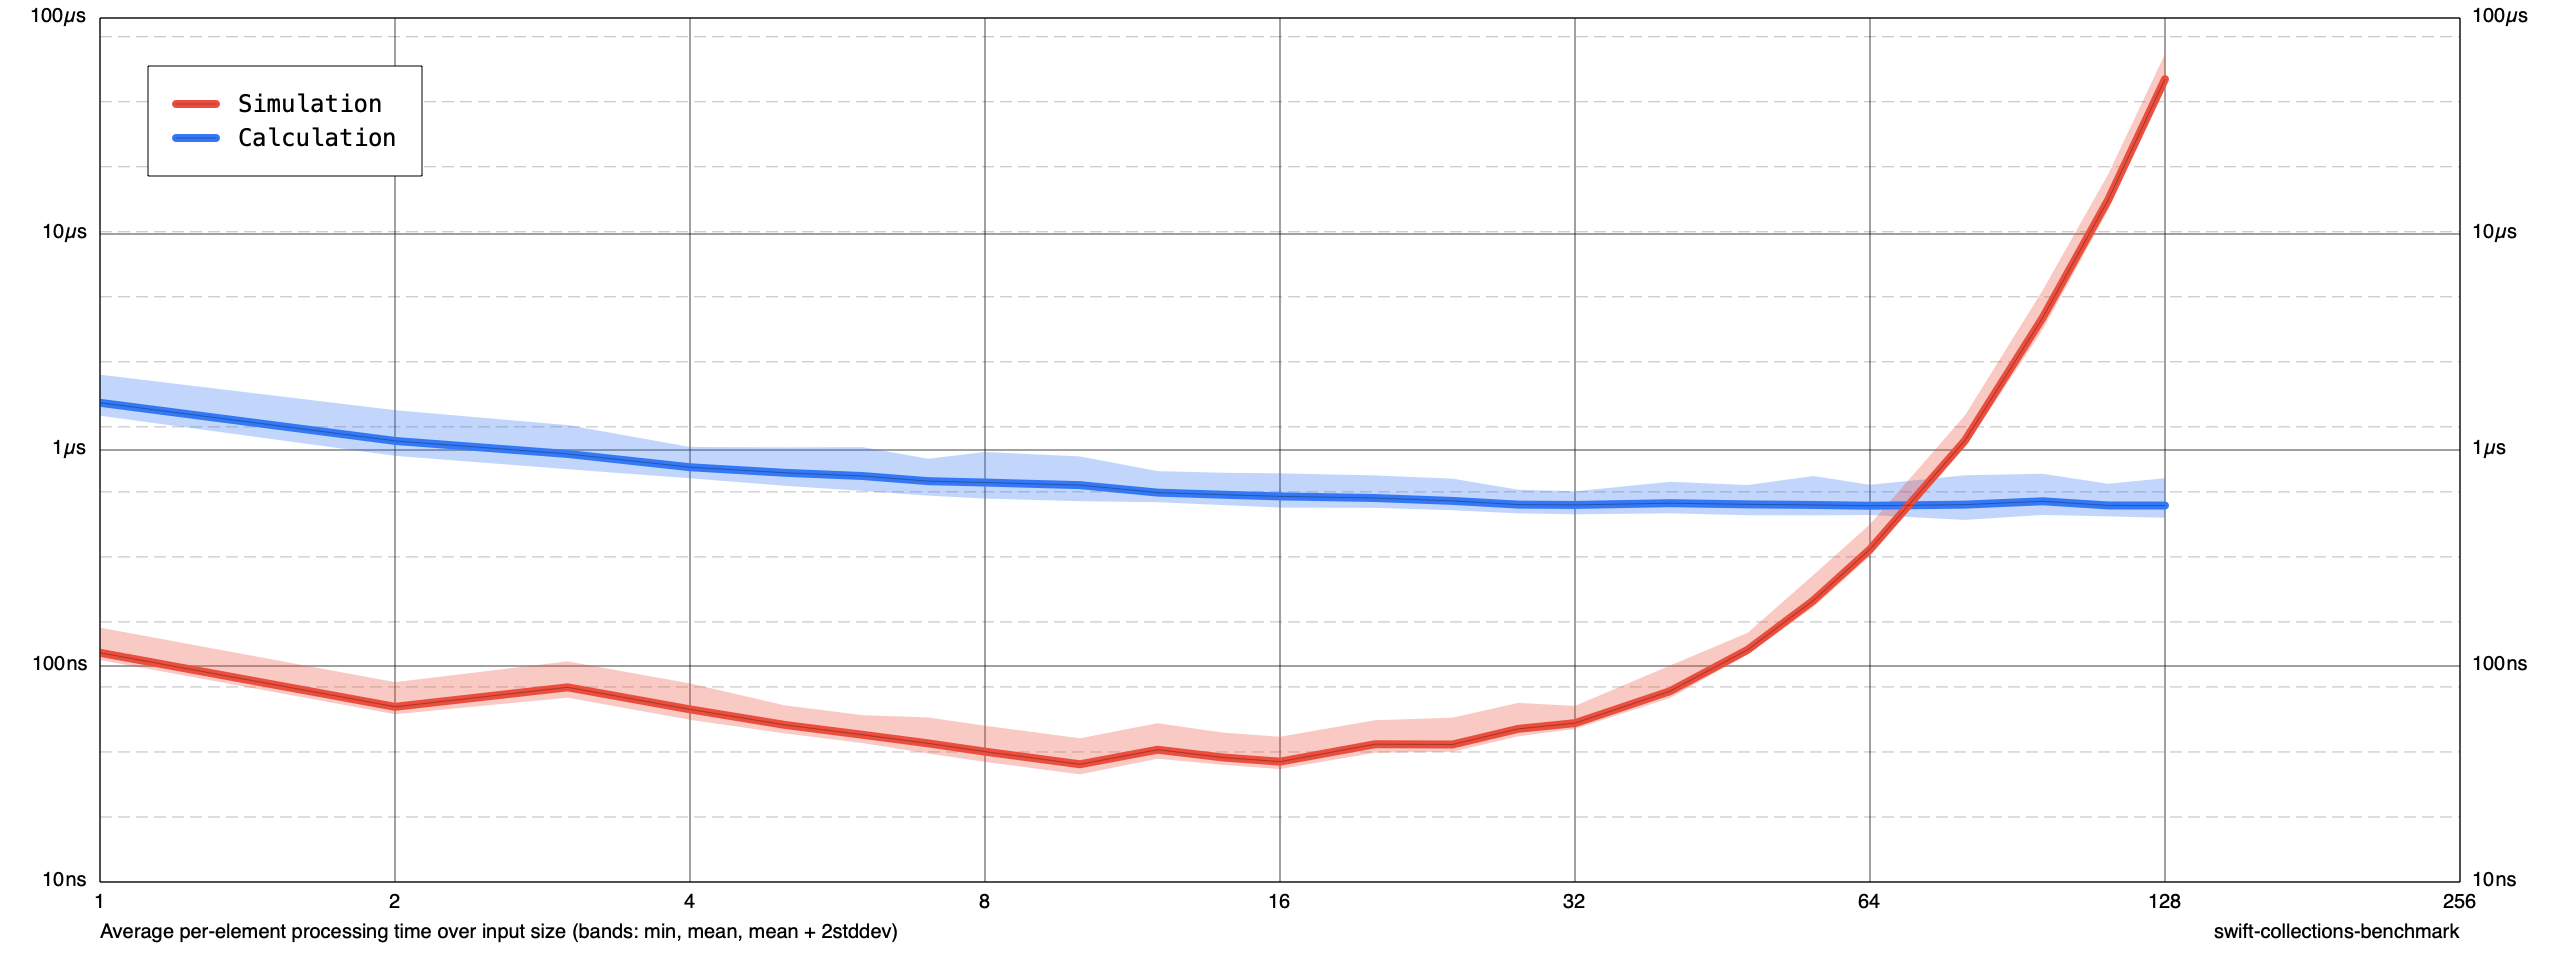 100µs
100µs
Simulation
Calculation
10µs
10µs
1µs
1µs
100ns
100ns
10ns
10ns
1 2 4 8 16 32 64 128 256
Average per-element processing time over input size (bands: min, mean, mean + 2stddev)
swift-collections-benchmark